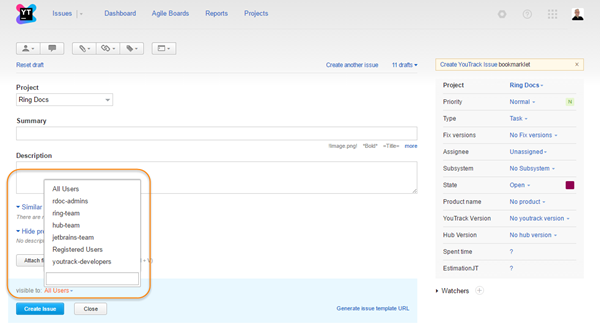 YT
Issues
Dashboard
Agile Boards
Reports
Projects
Reset draft
Create another issue
11 drafts
Create YouTrack Issue bookmarklet
×
Project
Ring Docs
Summary
!Image.png! *Bold* =Title= more
Description
All Users
rdoc-admins
ring-team
hub-team
jetbrains-team
Registered Users
youtrack-developers
Similar
There are n
Hide pre
No descrip
Attach f
+ V)
visible to: All Users
Create Issue
Close
Generate issue template URL
Project Ring Docs
Priority Normal N
Type Task
Fix versions No Fix versions
Assignee Unassigned
Subsystem No Subsystem
State Open
Product name No product
YouTrack Version No youtrack version
Hub Version No hub version
Spent time ?
EstimationJT ?
Watchers +